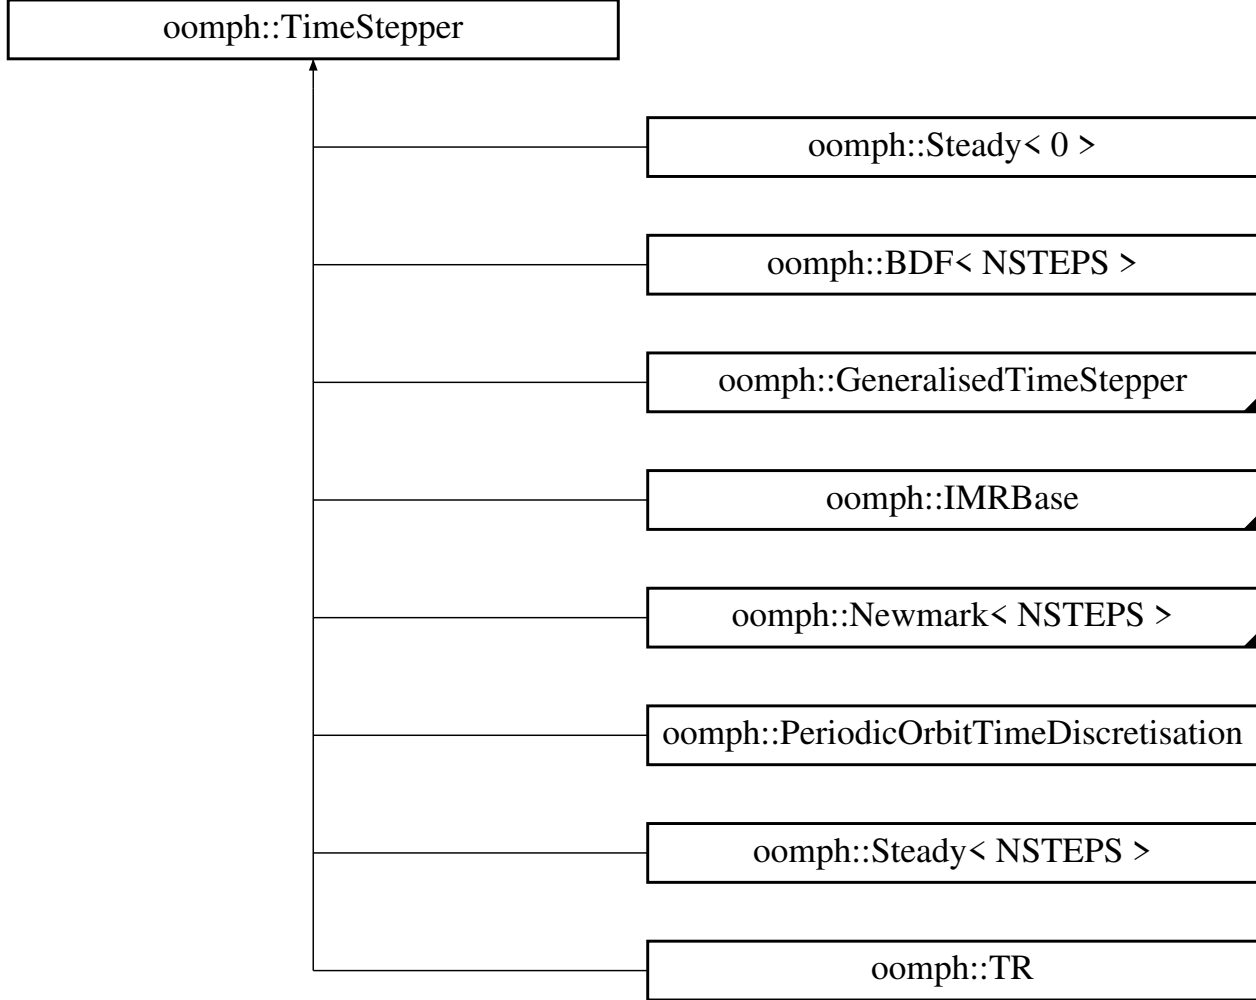 oomph::TimeStepper
oomph::Steady< 0 >
oomph::BDF< NSTEPS >
oomph::GeneralisedTimeStepper
oomph::IMRBase
oomph::Newmark< NSTEPS >
oomph::PeriodicOrbitTimeDiscretisation
oomph::Steady< NSTEPS >
oomph::TR